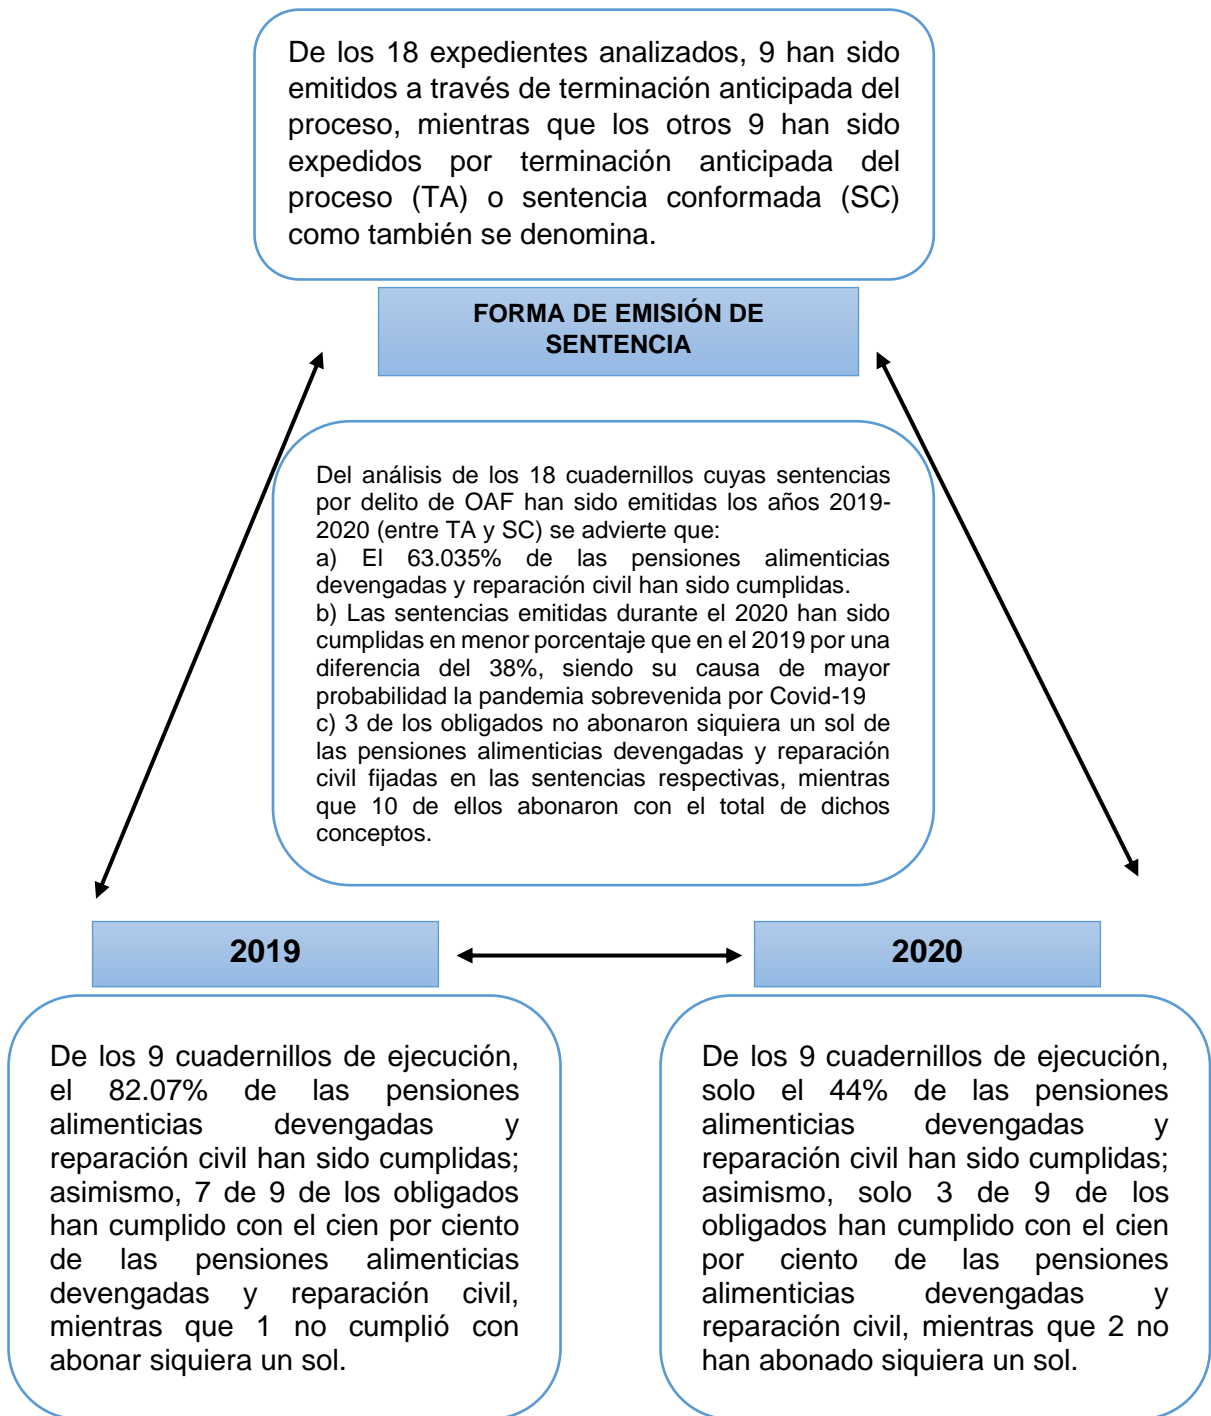 De los 18 expedientes analizados, 9 han sido
emitidos a través de terminación anticipada del
proceso, mientras que los otros 9 han sido
expedidos por terminación anticipada del
proceso (TA) o sentencia conformada (SC)
como también se denomina.
FORMA DE EMISIÓN DE
SENTENCIA
Del análisis de los 18 cuadernillos cuyas sentencias
por delito de OAF han sido emitidas los años 2019-
2020 (entre TA y SC) se advierte que:
a) El 63.035% de las pensiones alimenticias
devengadas y reparación civil han sido cumplidas.
b) Las sentencias emitidas durante el 2020 han sido
cumplidas en menor porcentaje que en el 2019 por una
diferencia del 38%, siendo su causa de mayor
probabilidad la pandemia sobrevenida por Covid-19
c) 3 de los obligados no abonaron siquiera un sol de
las pensiones alimenticias devengadas y reparación
civil fijadas en las sentencias respectivas, mientras
que 10 de ellos abonaron con el total de dichos
conceptos.
2019
De los 9 cuadernillos de ejecución,
el 82.07% de las pensiones
alimenticias devengadas y
reparación civil han sido cumplidas;
asimismo, 7 de 9 de los obligados
han cumplido con el cien por ciento
de las pensiones alimenticias
devengadas y reparación civil,
mientras que 1 no cumplió con
abonar siquiera un sol.
2020
De los 9 cuadernillos de ejecución,
solo el 44% de las pensiones
alimenticias devengadas y
reparación civil han sido cumplidas;
asimismo, solo 3 de 9 de los
obligados han cumplido con el cien
por ciento de las pensiones
alimenticias devengadas y
reparación civil, mientras que 2 no
han abonado siquiera un sol.